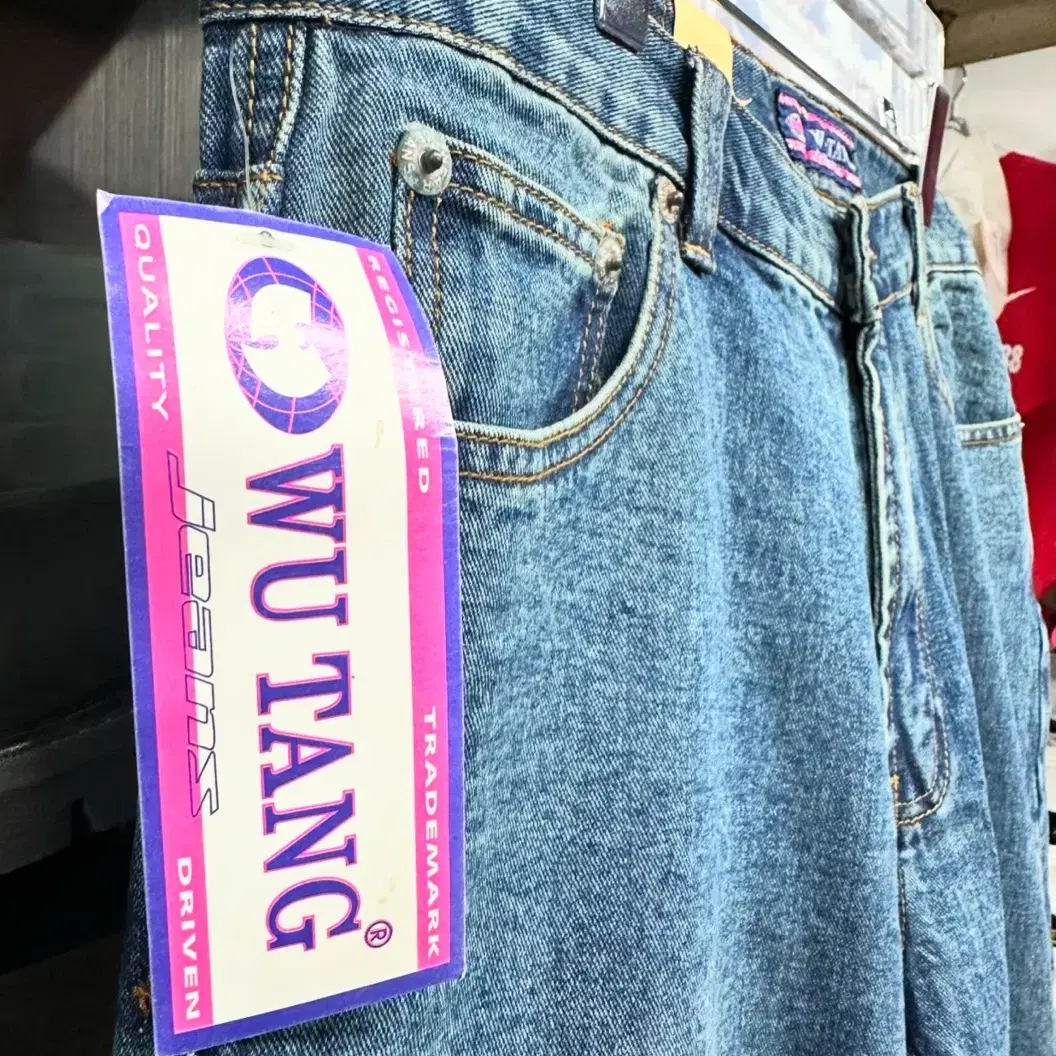 REGISTERED TRADEMARK
WU TANG®
jeans
QUALITY DRIVEN